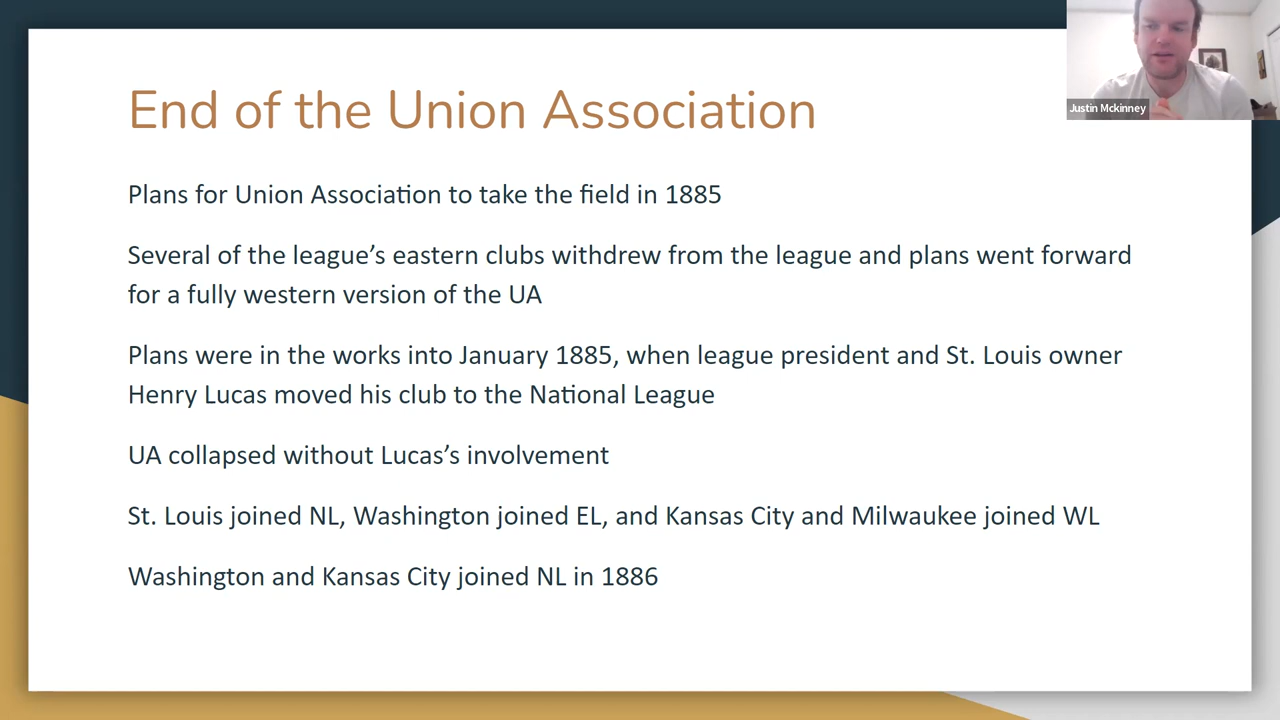 End of the Union Association
Justin Mckinney
Plans for Union Association to take the field in 1885
Several of the league’s eastern clubs withdrew from the league and plans went forward
for a fully western version of the UA
Plans were in the works into January 1885, when league president and St. Louis owner
Henry Lucas moved his club to the National League
UA collapsed without Lucas’s involvement
St. Louis joined NL, Washington joined EL, and Kansas City and Milwaukee joined WL
Washington and Kansas City joined NL in 1886